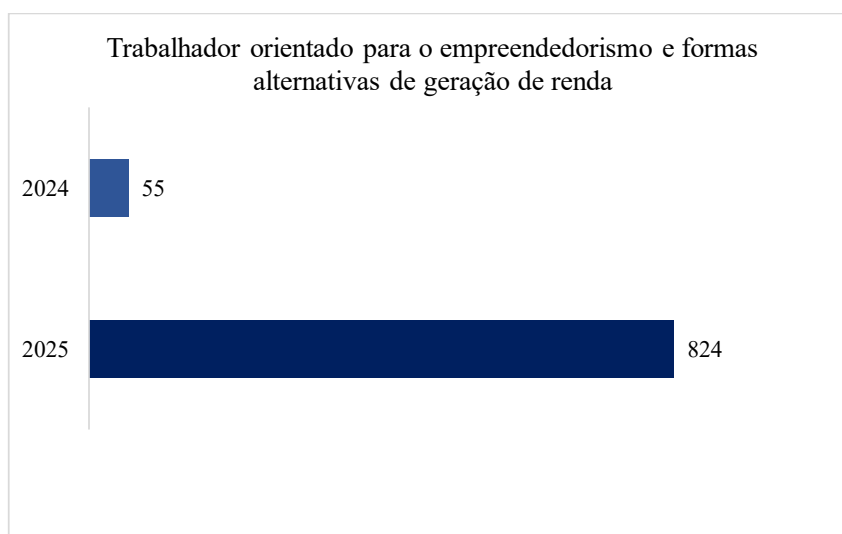 Trabalhador orientado para o empreendedorismo e formas
alternativas de geração de renda
2024 55
2025 824